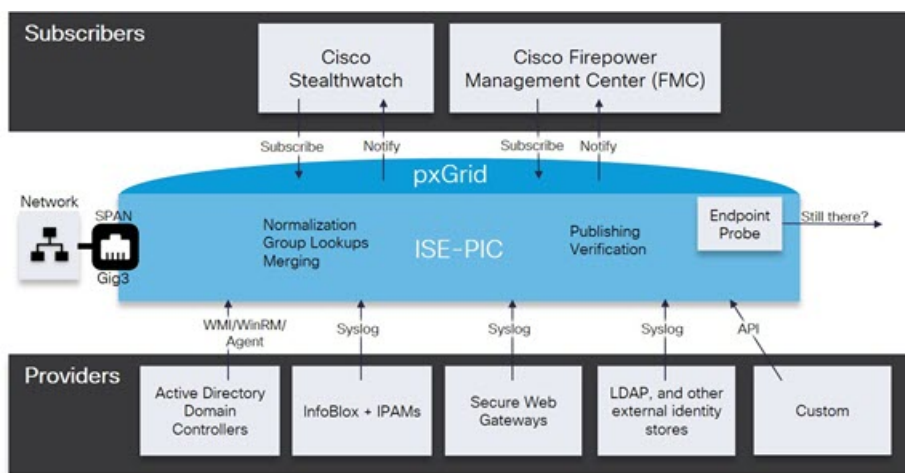 Subscribers
Cisco
Stealthwatch
Cisco Firepower
Management Center (FMC)
Subscribe
Notify
Subscribe
Notify
pxGrid
Network
SPAN
Gig3
Normalization
Group Lookups
Merging
ISE-PIC
Publishing
Verification
Endpoint
Probe
Still there?
WMI/WinRM/
Agent
Syslog
Syslog
Syslog
API
Providers
Active Directory
Domain
Controllers
InfoBlox + IPAMs
Secure Web
Gateways
LDAP, and other
external identity
stores
Custom